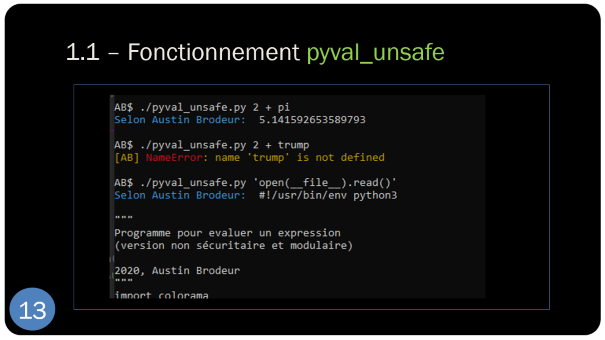 1.1 – Fonctionnement pyval_unsafe
AB$ ./pyval_unsafe.py 2 + pi
Selon Austin Brodeur:  5.141592653589793
AB$ ./pyval_unsafe.py 2 + trump
[AB] NameError: name 'trump' is not defined
AB$ ./pyval_unsafe.py 'open(__file__).read()'
Selon Austin Brodeur:  #!/usr/bin/env python3
"""
Programme pour evaluer un expression
(version non sécuritaire et modulaire)
2020, Austin Brodeur
"""
import colorama
13